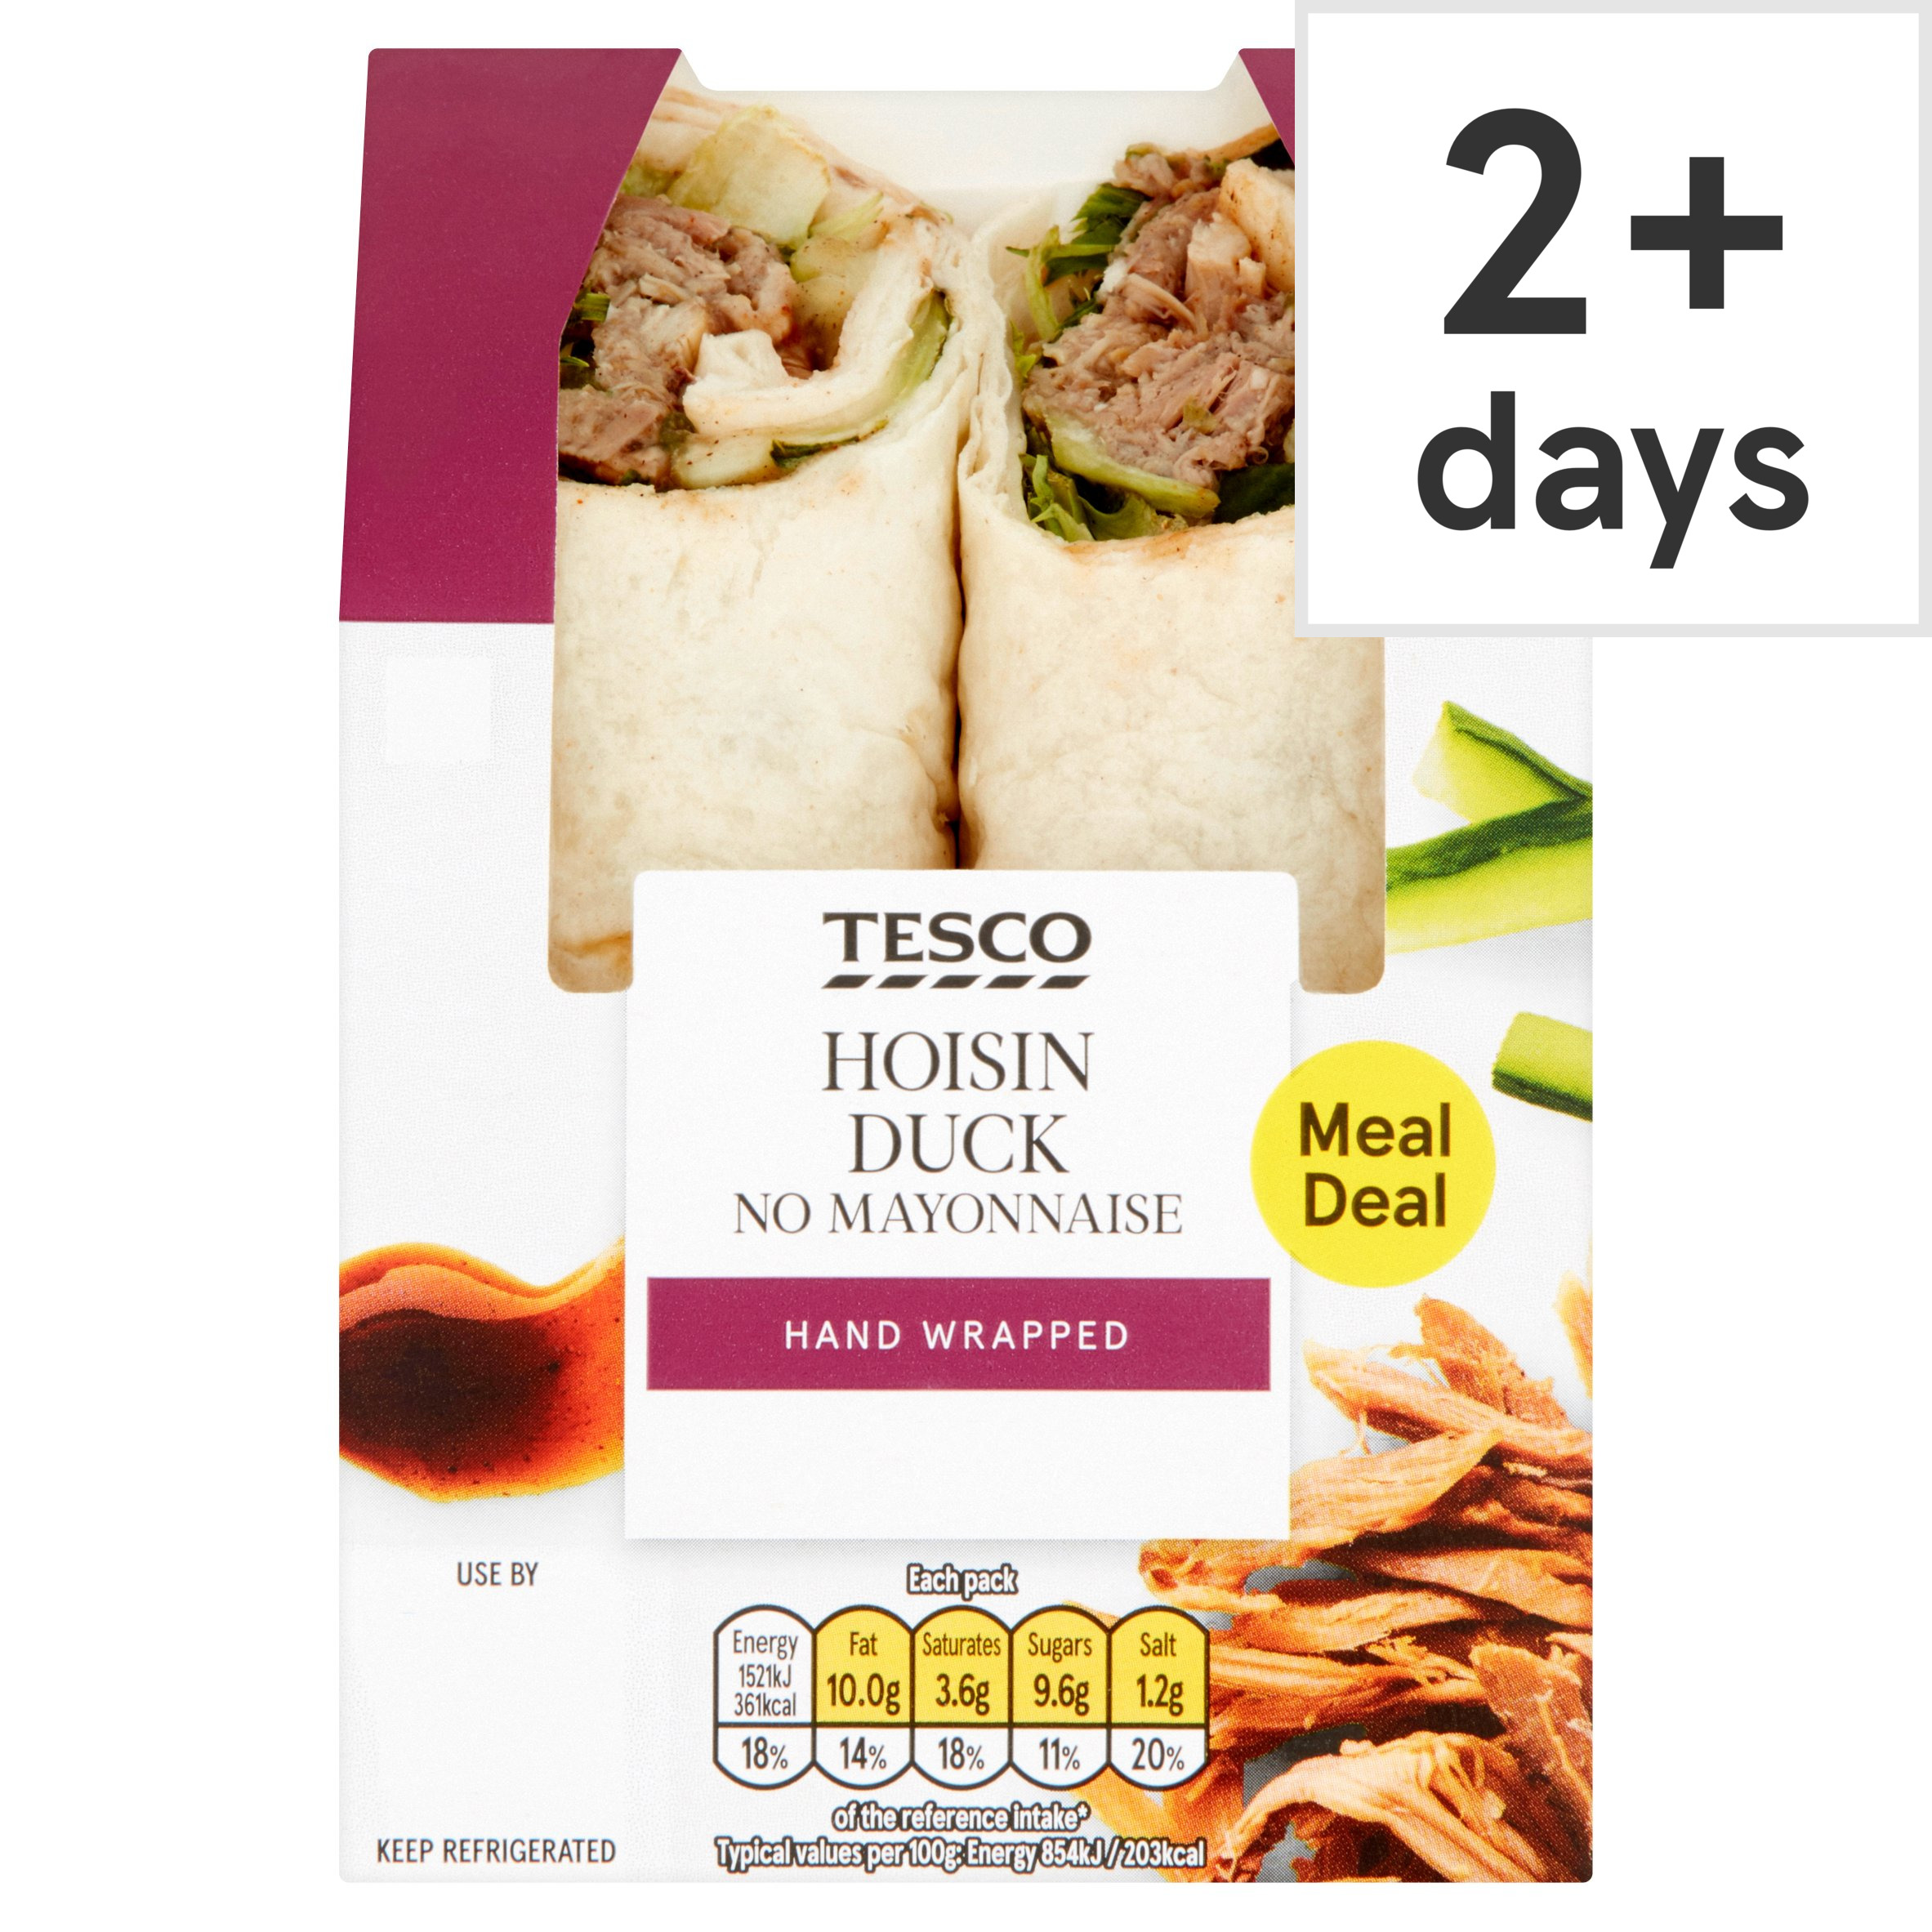 2+
days
TESCO
HOISIN
DUCK
NO MAYONNAISE
HAND WRAPPED
Meal
Deal
USE BY
KEEP REFRIGERATED
Each pack
Energy 1521kJ 361kcal 18%
Fat 10.0g 14%
Saturates 3.6g 18%
Sugars 9.6g 11%
Salt 1.2g 20%
of the reference intake*
Typical values per 100g: Energy 854kJ / 203kcal